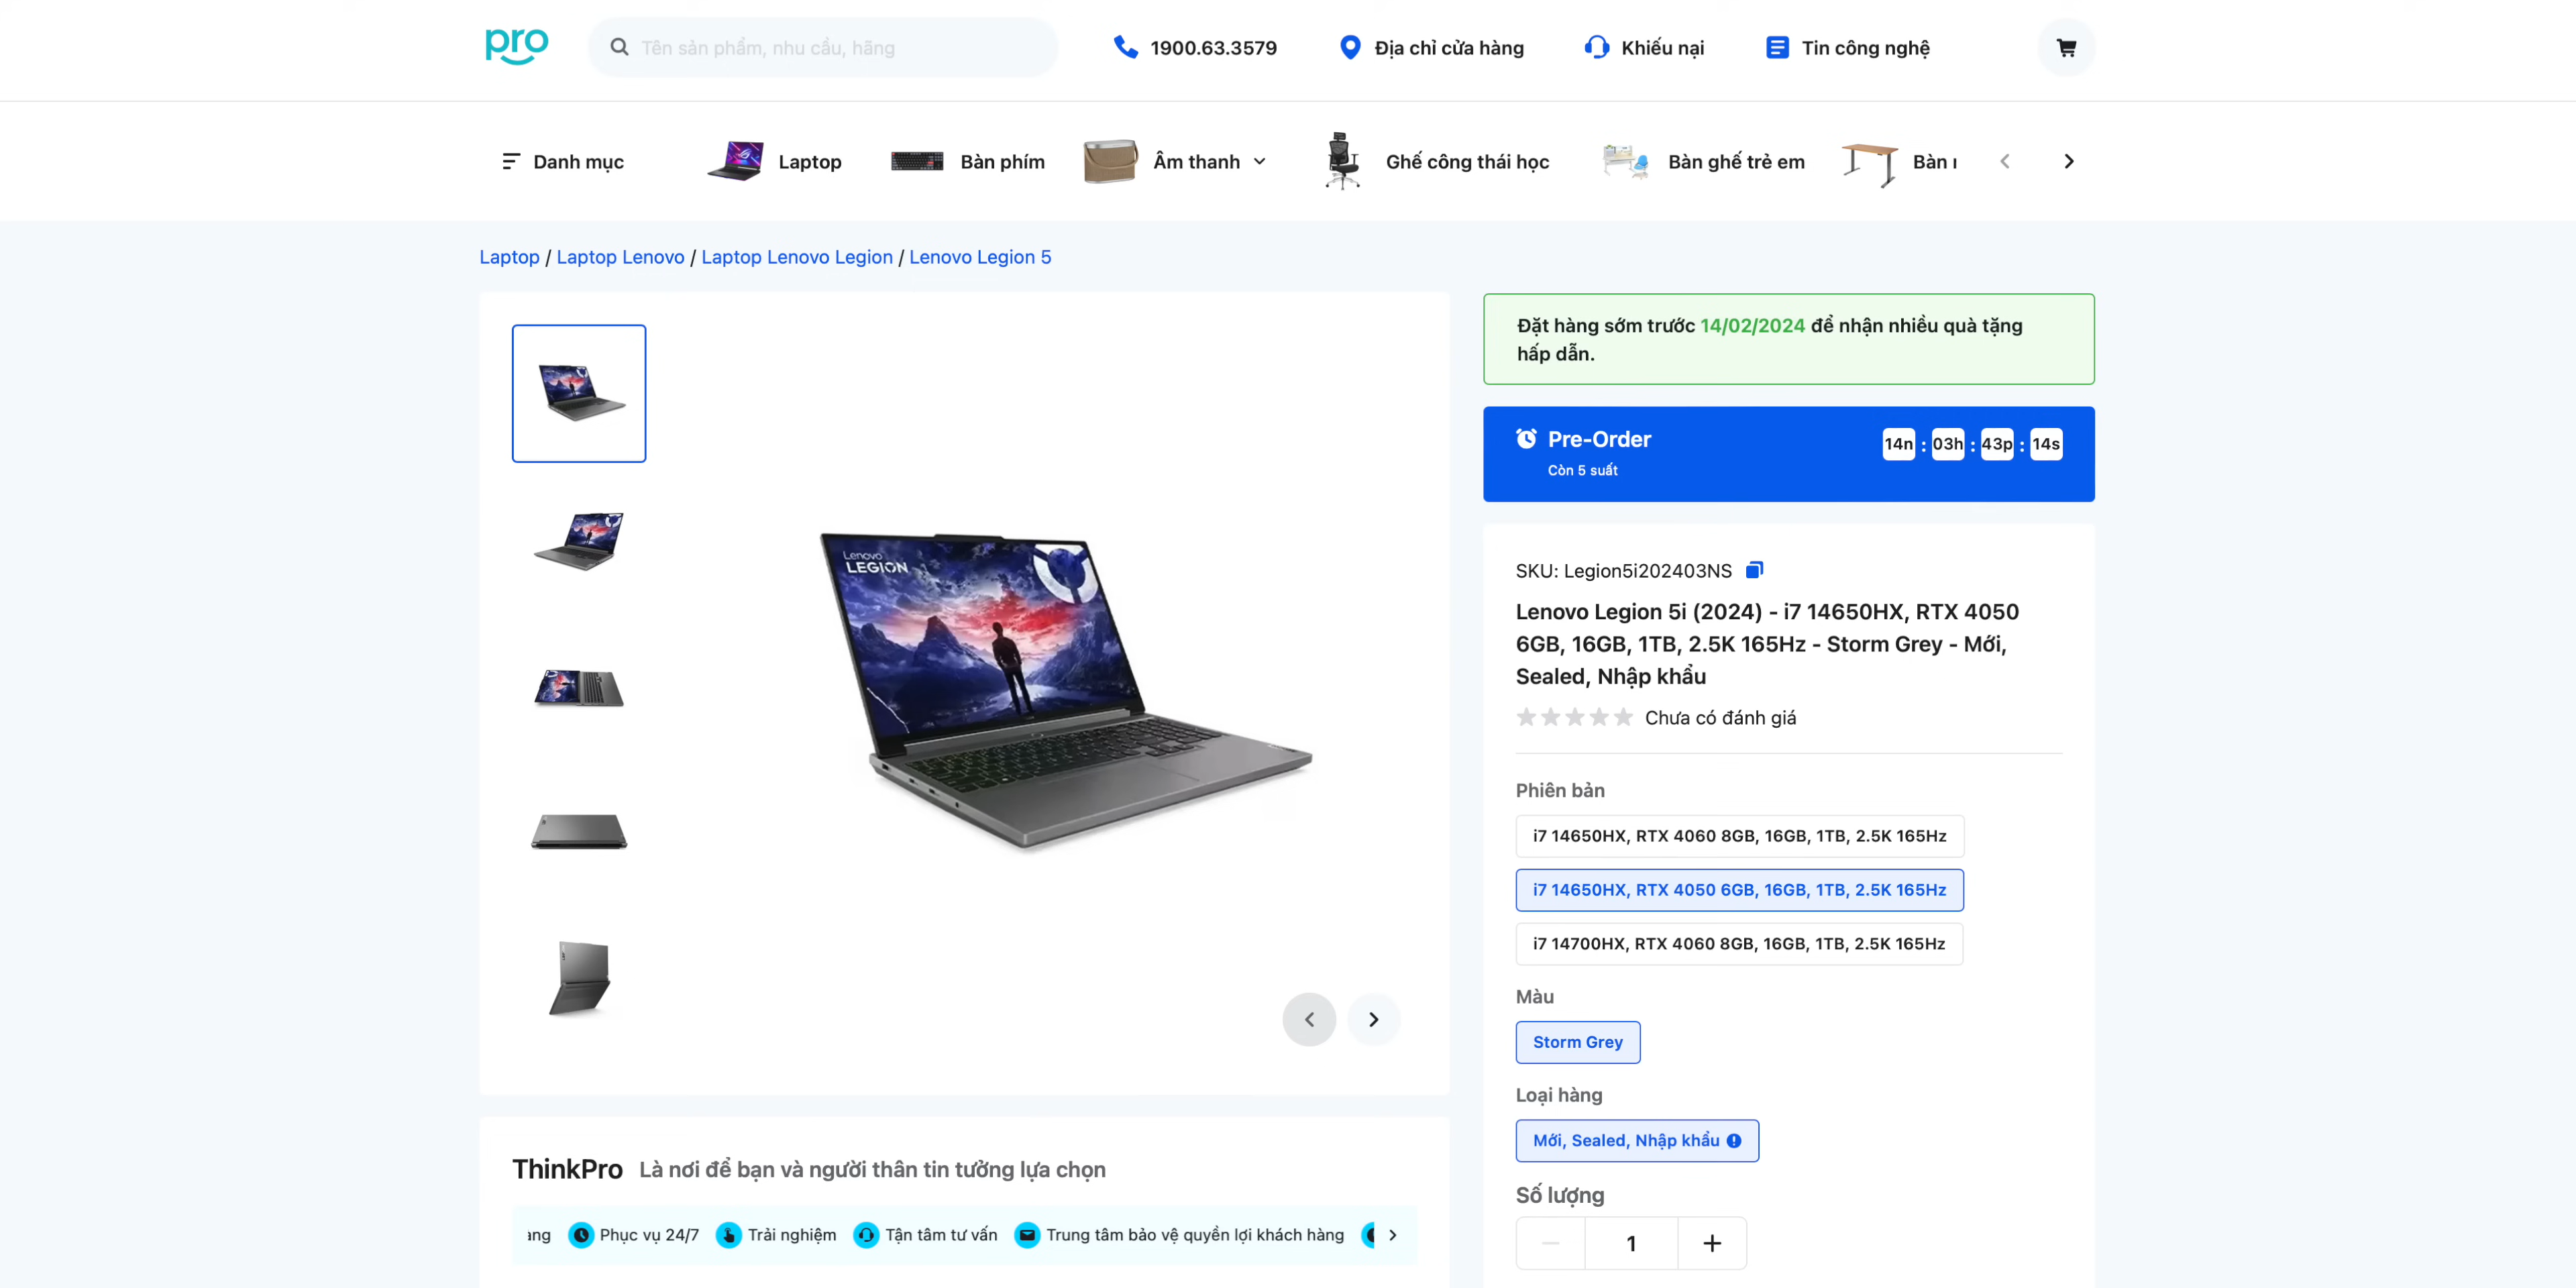 pro
Tên sản phẩm, nhu cầu, hãng
1900.63.3579
Địa chỉ cửa hàng
Khiếu nại
Tin công nghệ
Danh mục
Laptop
Bàn phím
Âm thanh
Ghế công thái học
Bàn ghế trẻ em
Bàn
Laptop / Laptop Lenovo / Laptop Lenovo Legion / Lenovo Legion 5
Lenovo
LEGION
Đặt hàng sớm trước 14/02/2024 để nhận nhiều quà tặng
hấp dẫn.
Pre-Order
14n : 03h : 43p : 14s
Còn 5 suất
SKU: Legion5i202403NS
Lenovo Legion 5i (2024) - i7 14650HX, RTX 4050
6GB, 16GB, 1TB, 2.5K 165Hz - Storm Grey - Mới,
Sealed, Nhập khẩu
Chưa có đánh giá
Phiên bản
i7 14650HX, RTX 4060 8GB, 16GB, 1TB, 2.5K 165Hz
i7 14650HX, RTX 4050 6GB, 16GB, 1TB, 2.5K 165Hz
i7 14700HX, RTX 4060 8GB, 16GB, 1TB, 2.5K 165Hz
Màu
Storm Grey
Loại hàng
Mới, Sealed, Nhập khẩu
Số lượng
1
ThinkPro Là nơi để bạn và người thân tin tưởng lựa chọn
ang Phục vụ 24/7 Trải nghiệm Tận tâm tư vấn Trung tâm bảo vệ quyền lợi khách hàng